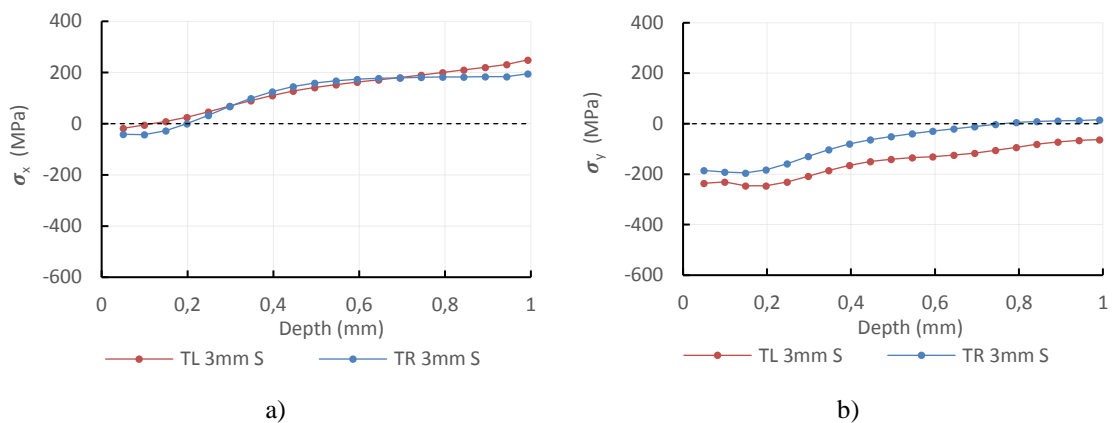 400
200
0
-200
-400
-600
σx (MPa)
0 0,2 0,4 0,6 0,8 1
Depth (mm)
TL 3mm S TR 3mm S
a)
400
200
0
-200
-400
-600
σy (MPa)
0 0,2 0,4 0,6 0,8 1
Depth (mm)
TL 3mm S TR 3mm S
b)